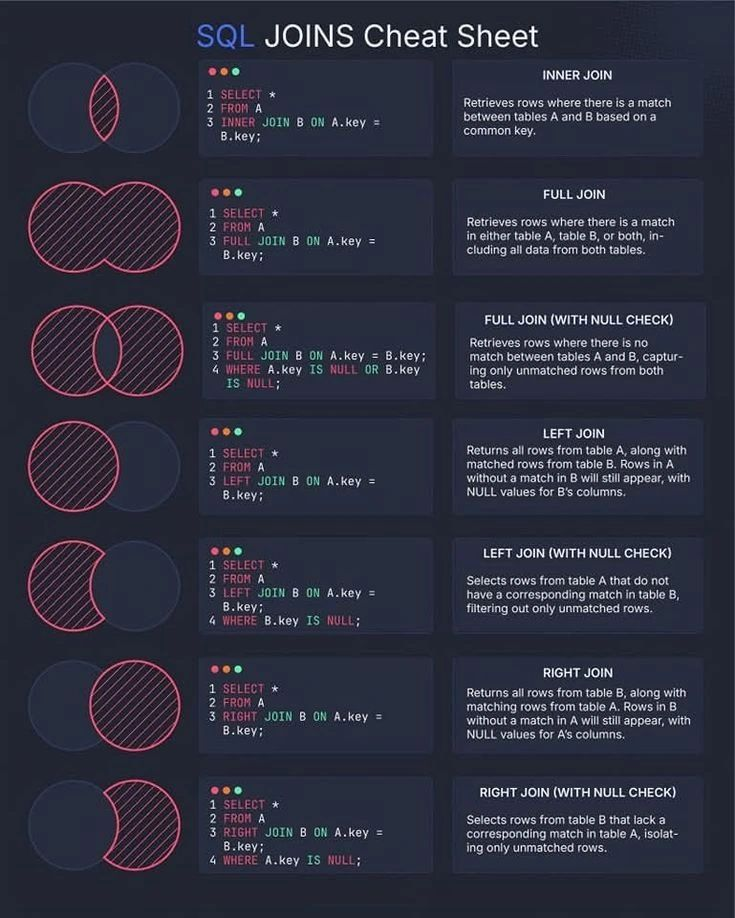 SQL JOINS Cheat Sheet
1 SELECT *
2 FROM A
3 INNER JOIN B ON A.key =
B.key;
INNER JOIN
Retrieves rows where there is a match
between tables A and B based on a
common key.
1 SELECT *
2 FROM A
3 FULL JOIN B ON A.key =
B.key;
FULL JOIN
Retrieves rows where there is a match
in either table A, table B, or both, in-
cluding all data from both tables.
1 SELECT *
2 FROM A
3 FULL JOIN B ON A.key = B.key;
4 WHERE A.key IS NULL OR B.key
IS NULL;
FULL JOIN (WITH NULL CHECK)
Retrieves rows where there is no
match between tables A and B, captur-
ing only unmatched rows from both
tables.
1 SELECT *
2 FROM A
3 LEFT JOIN B ON A.key =
B.key;
LEFT JOIN
Returns all rows from table A, along with
matched rows from table B. Rows in A
without a match in B will still appear, with
NULL values for B's columns.
1 SELECT *
2 FROM A
3 LEFT JOIN B ON A.key =
B.key;
4 WHERE B.key IS NULL;
LEFT JOIN (WITH NULL CHECK)
Selects rows from table A that do not
have a corresponding match in table B,
filtering out only unmatched rows.
1 SELECT *
2 FROM A
3 RIGHT JOIN B ON A.key =
B.key;
RIGHT JOIN
Returns all rows from table B, along with
matching rows from table A. Rows in B
without a match in A will still appear, with
NULL values for A's columns.
1 SELECT *
2 FROM A
3 RIGHT JOIN B ON A.key =
B.key;
4 WHERE A.key IS NULL;
RIGHT JOIN (WITH NULL CHECK)
Selects rows from table B that lack a
corresponding match in table A, isolat-
ing only unmatched rows.